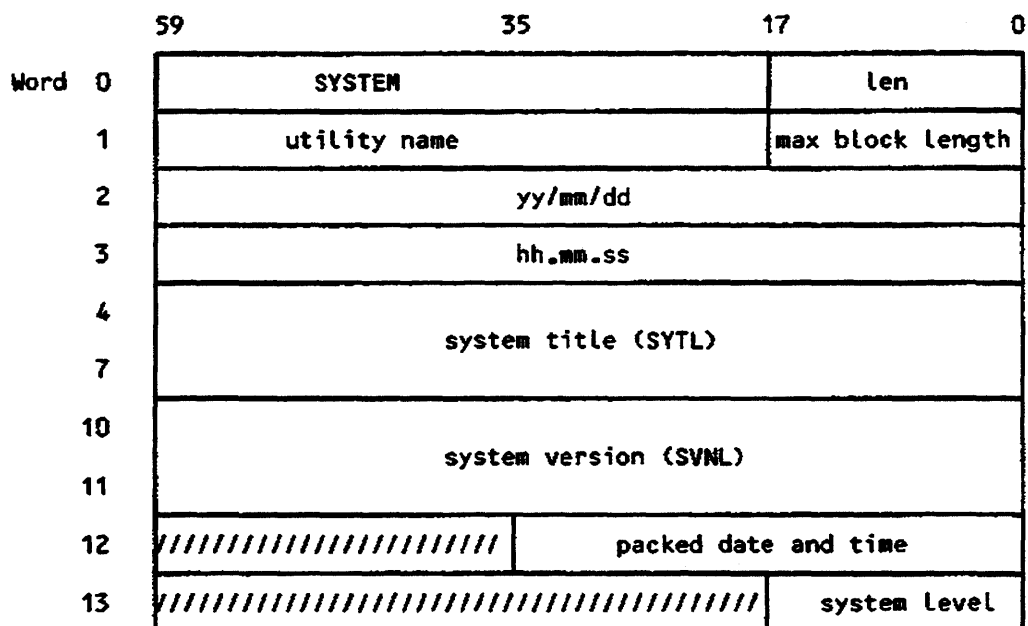 59 35 17 0
Word 0 SYSTEM len
1 utility name max block length
2 yy/mm/dd
3 hh.mm.ss
4
system title (SYTL)
7
10
system version (SVNL)
11
12 //////////////////////// packed date and time
13 ////////////////////////////////////////// system level